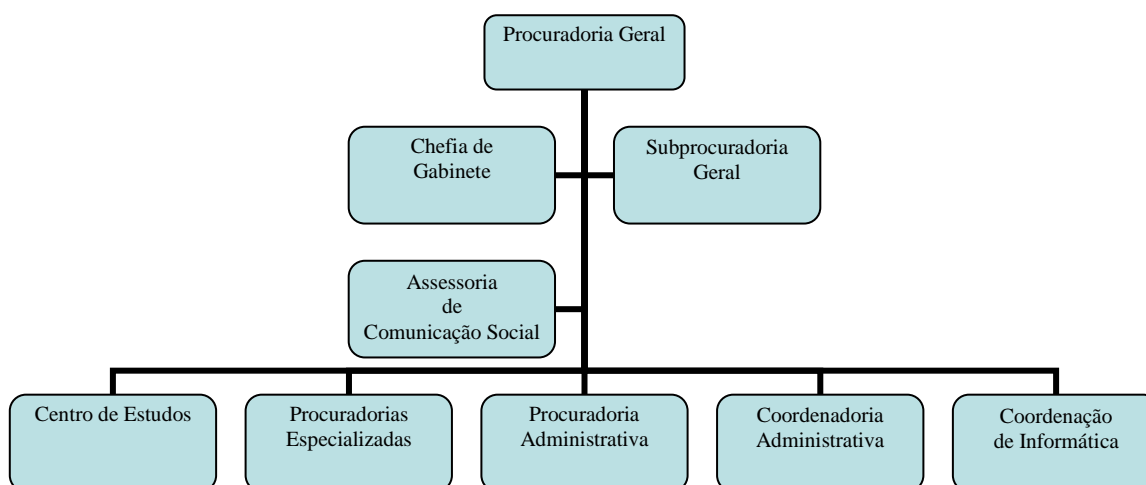 Procuradoria Geral
Chefia de
Gabinete
Subprocuradoria
Geral
Assessoria
de
Comunicação Social
Centro de Estudos
Procuradorias
Especializadas
Procuradoria
Administrativa
Coordenadoria
Administrativa
Coordenação
de Informática